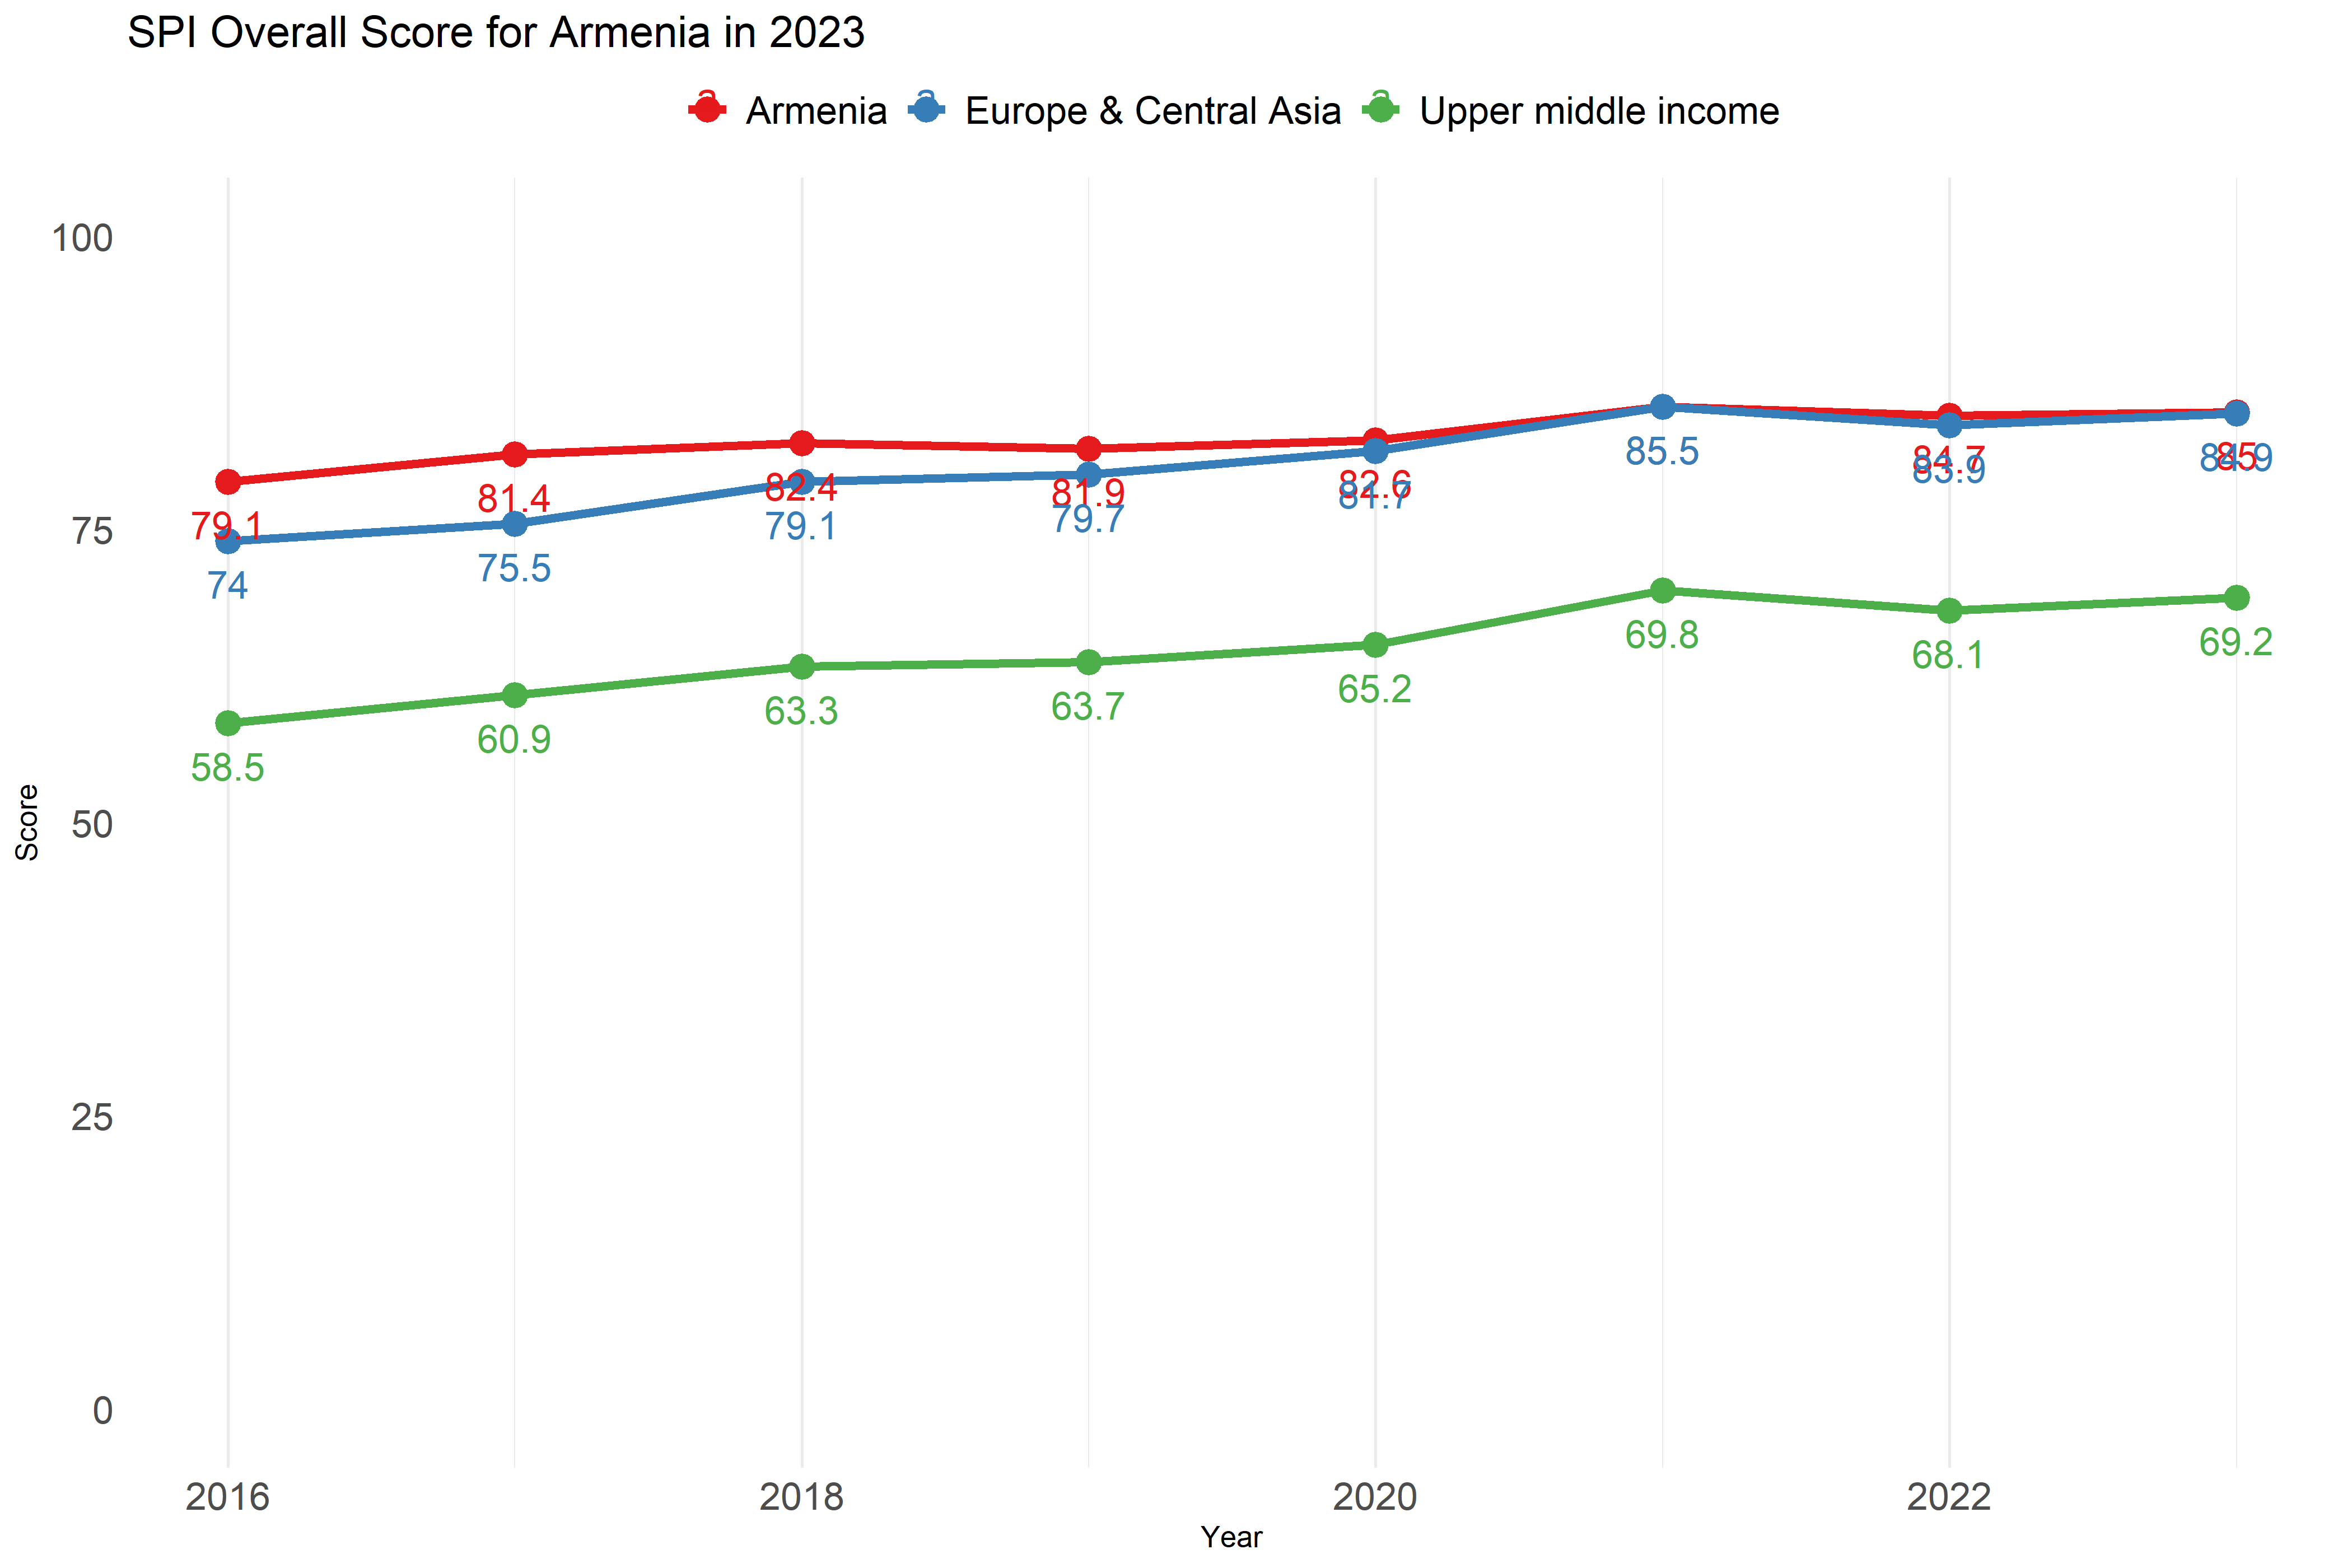 SPI Overall Score for Armenia in 2023
a Armenia a Europe & Central Asia a Upper middle income
100
75
50
25
0
Score
79.1 81.4 82.4 81.9 82.6 84.7 85
74 75.5 79.1 79.7 81.7 85.5 83.9 84.9
58.5 60.9 63.3 63.7 65.2 69.8 68.1 69.2
2016 2018 2020 2022
Year